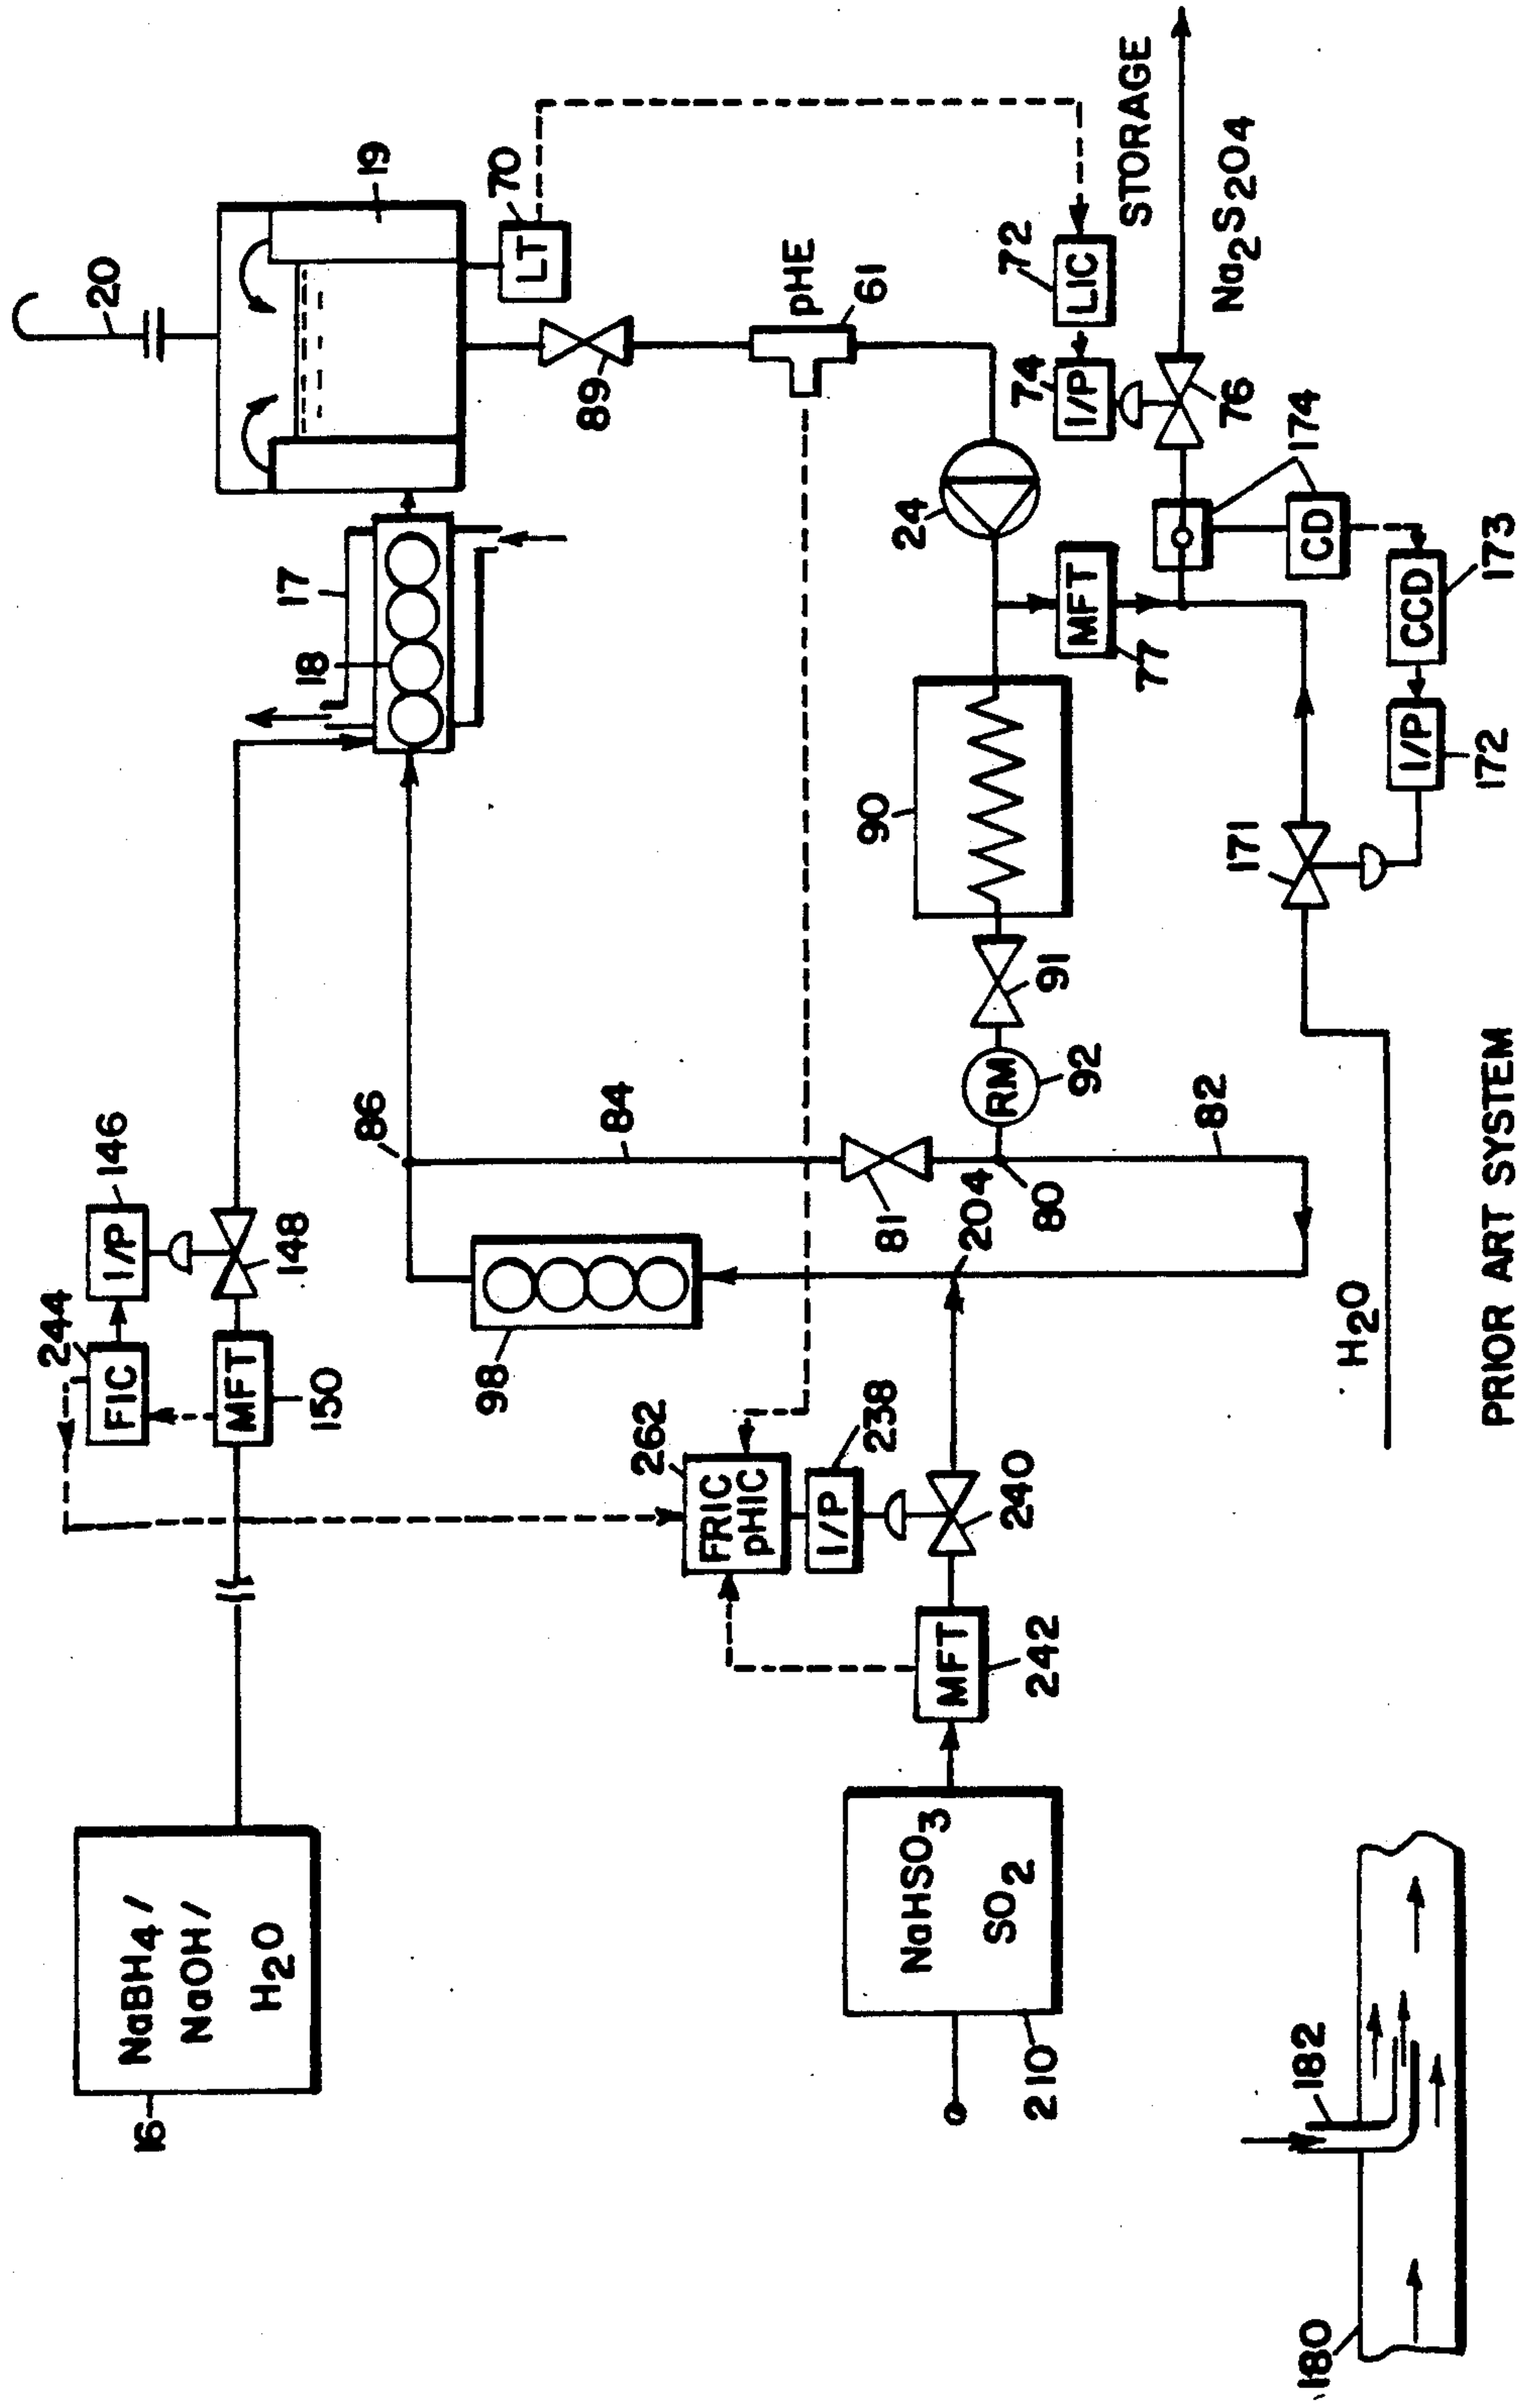 NaBH4/
NaOH/
H2O
16
244
FIC
I/P
146
MFT
150
148
86
20
19
18
17
LT
70
98
84
262
FRIC
pHIC
I/P
238
240
MFT
242
NaHSO3
SO2
210
81
204
80
82
RM
92
91
90
24
89
pHE
61
MFT
77
74
I/P
72
LIC
76
STORAGE
Na2S2O4
174
CD
CCD
173
I/P
172
171
H2O
182
180
PRIOR ART SYSTEM